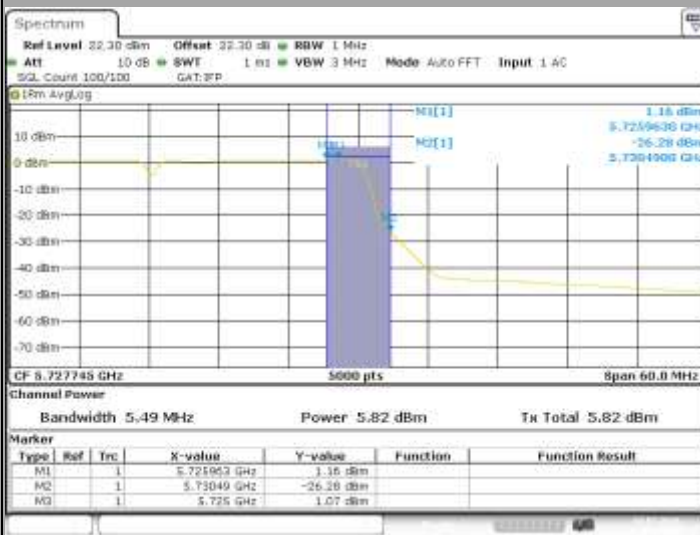 Spectrum
Ref Level 22.30 dBm Offset 22.30 dB RBW 1 MHz
Att 10 dB SWT 1 ms VBW 3 MHz Mode Auto FFT Input 1 AC
SGL Count 100/100 GAT:IFP
1Rm AvgLog
M1[1] 1.16 dBm
5.7259630 GHz
10 dBm M2[1] -26.28 dBm
5.7304900 GHz
0 dBm
-10 dBm
-20 dBm
-30 dBm
-40 dBm
-50 dBm
-60 dBm
-70 dBm
CF 5.727745 GHz 5000 pts Span 60.0 MHz
Channel Power
Bandwidth 5.49 MHz Power 5.82 dBm Tx Total 5.82 dBm
Marker
Type Ref Trc X-value Y-value Function Function Result
M1 1 5.725963 GHz 1.16 dBm
M2 1 5.73049 GHz -26.28 dBm
M3 1 5.725 GHz 1.07 dBm